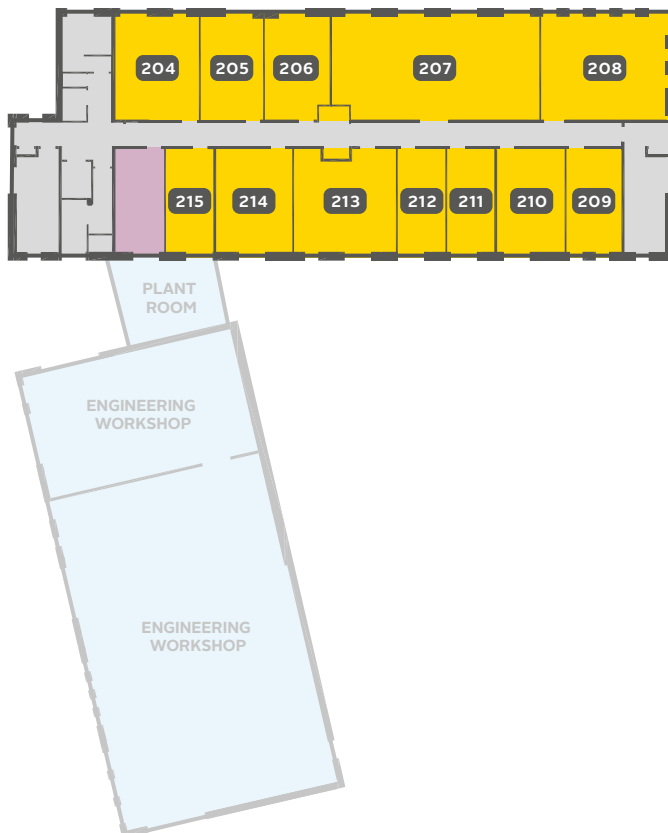 204
205
206
207
208
215
214
213
212
211
210
209
PLANT
ROOM
ENGINEERING
WORKSHOP
ENGINEERING
WORKSHOP